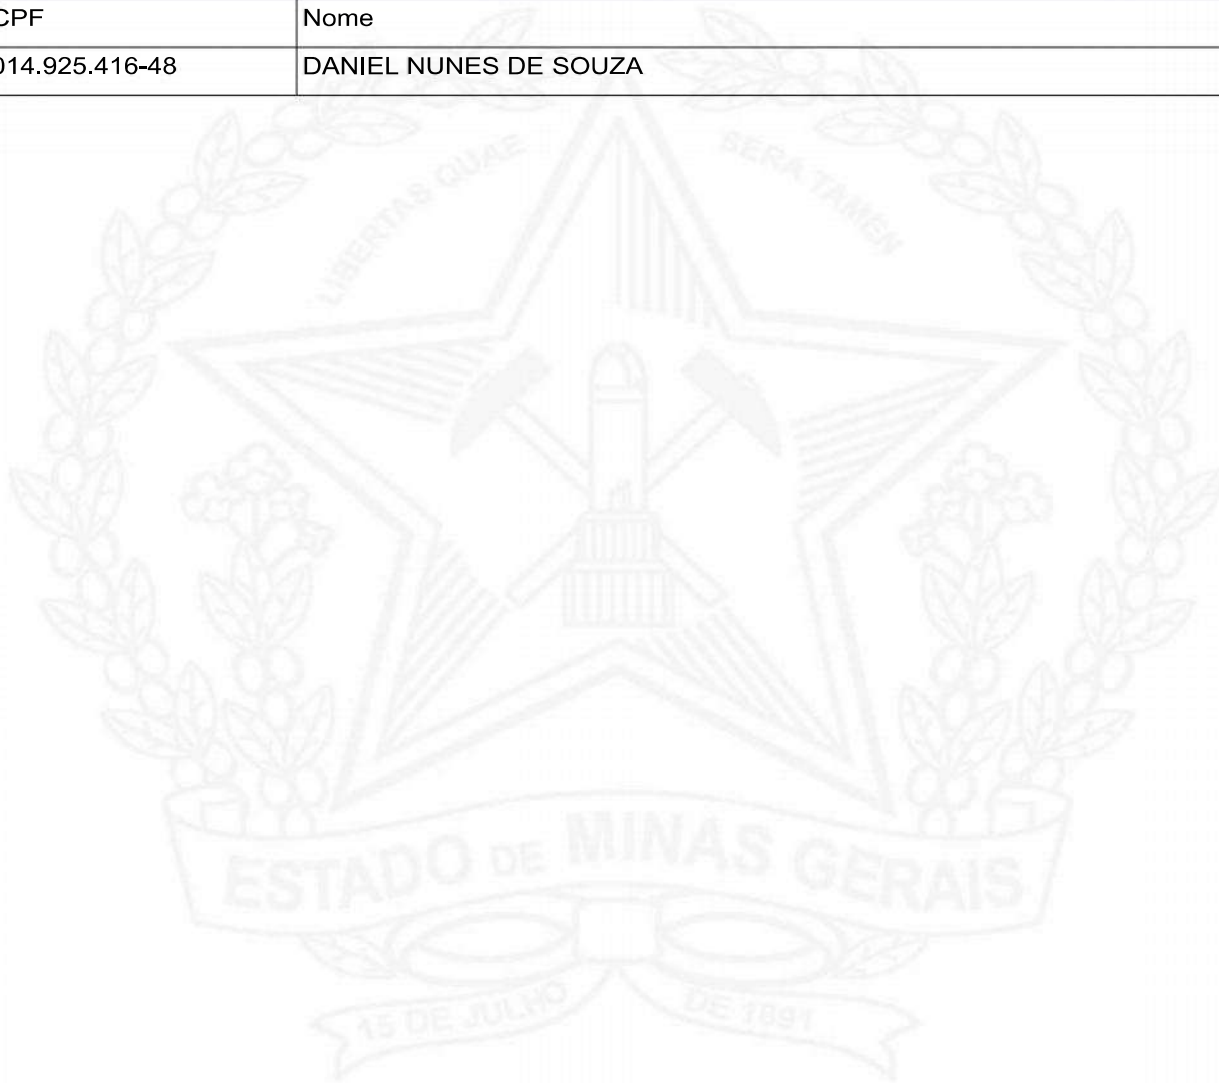 CPF Nome
014.925.416-48 DANIEL NUNES DE SOUZA
LIBERTAS QUAE SERA TAMEN
ESTADO DE MINAS GERAIS
15 DE JULHO DE 1891